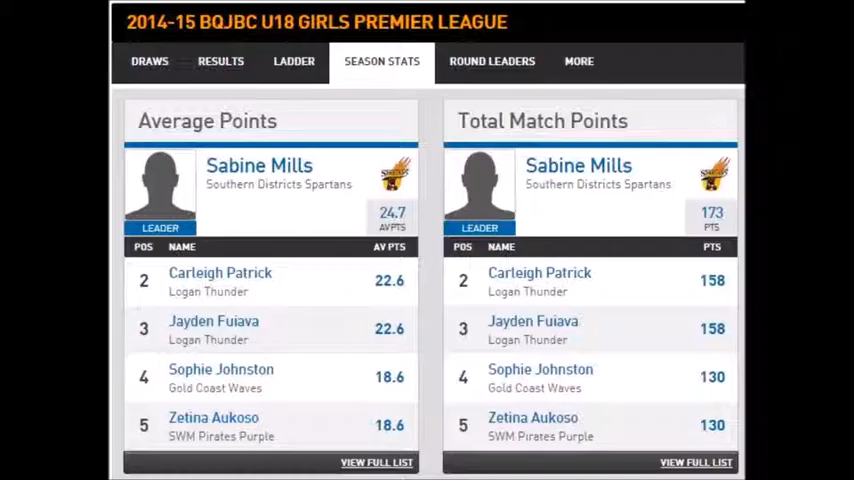 2014-15 BQJBC U18 GIRLS PREMIER LEAGUE
DRAWS RESULTS LADDER SEASON STATS ROUND LEADERS MORE
Average Points
Sabine Mills
Southern Districts Spartans
SPARTANS
24.7
AV PTS
LEADER
POS NAME AV PTS
2 Carleigh Patrick 22.6
Logan Thunder
3 Jayden Fuiava 22.6
Logan Thunder
4 Sophie Johnston 18.6
Gold Coast Waves
5 Zetina Aukoso 18.6
SWM Pirates Purple
VIEW FULL LIST
Total Match Points
Sabine Mills
Southern Districts Spartans
SPARTANS
173
PTS
LEADER
POS NAME PTS
2 Carleigh Patrick 158
Logan Thunder
3 Jayden Fuiava 158
Logan Thunder
4 Sophie Johnston 130
Gold Coast Waves
5 Zetina Aukoso 130
SWM Pirates Purple
VIEW FULL LIST